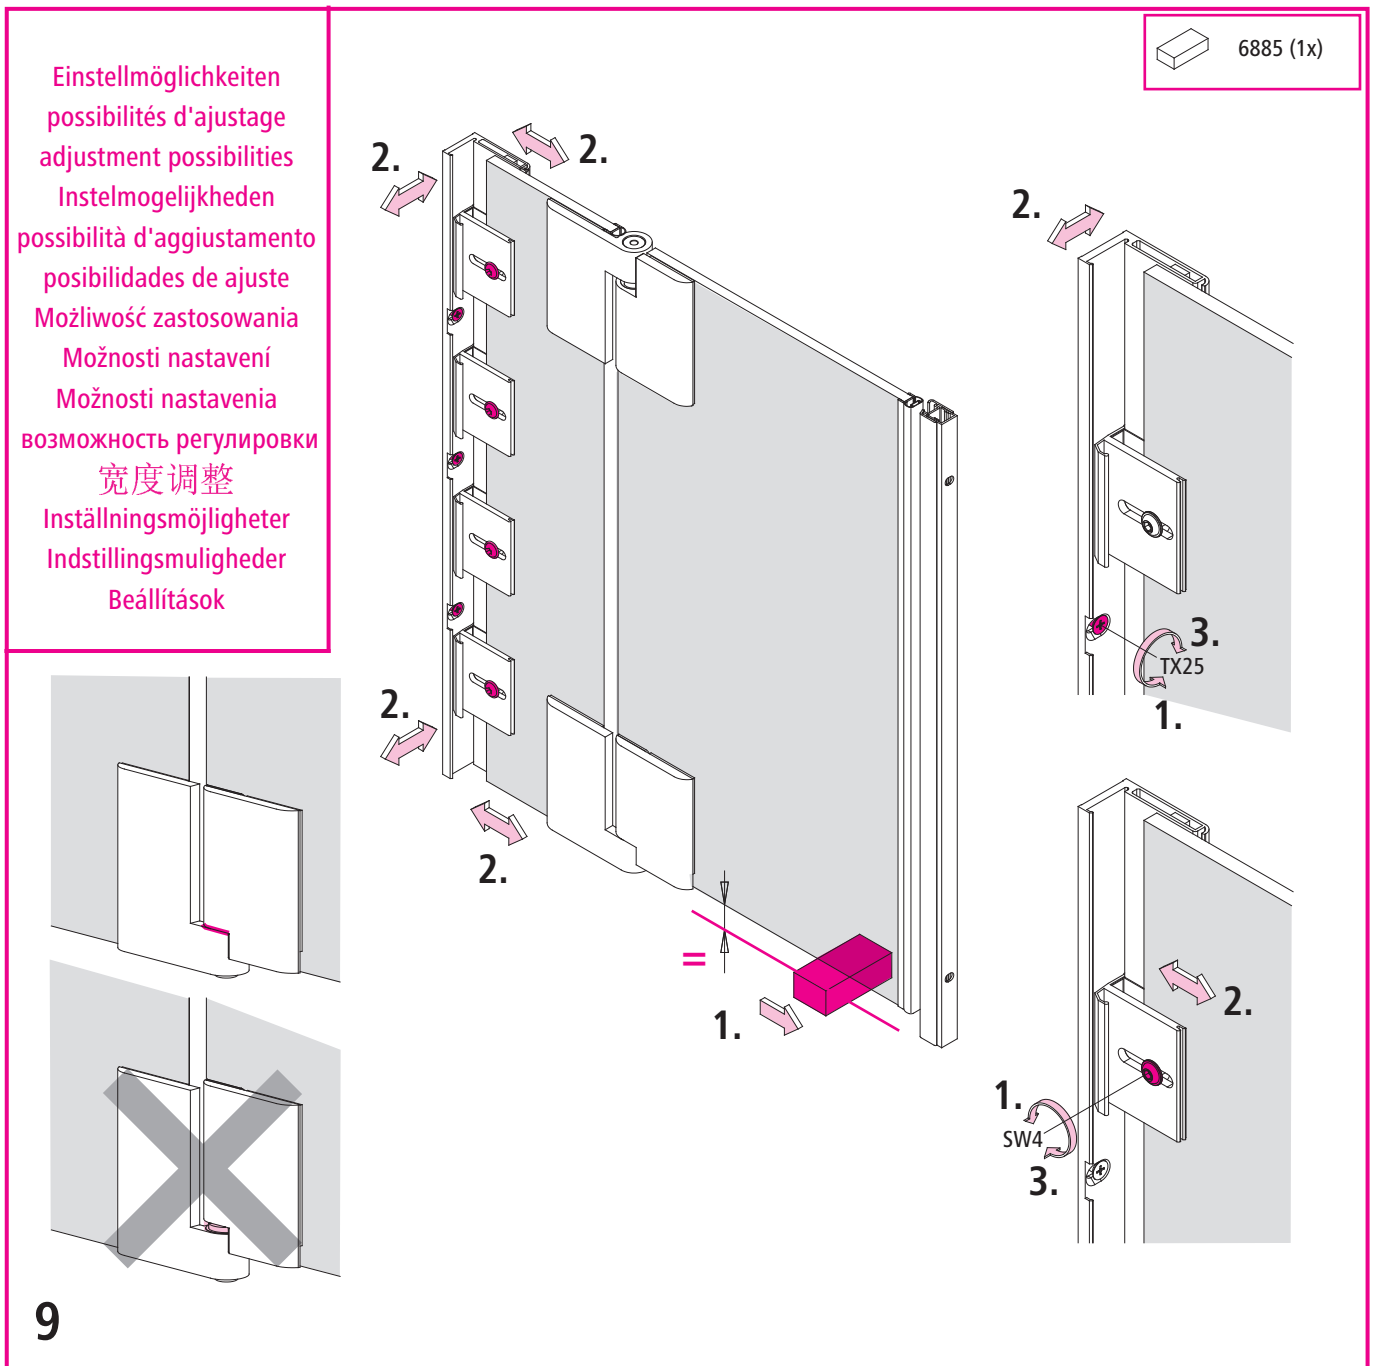 Einstellmöglichkeiten
possibilités d'ajustage
adjustment possibilities
Instelmogelijkheden
possibilità d'aggiustamento
posibilidades de ajuste
Możliwość zastosowania
Možnosti nastavení
Možnosti nastavenia
возможность регулировки
宽度调整
Inställningsmöjligheter
Indstillingsmuligheder
Beállítások
6885 (1x)
2.
2.
2.
2.
=
1.
2.
3.
TX25
1.
2.
1.
SW4
3.
9